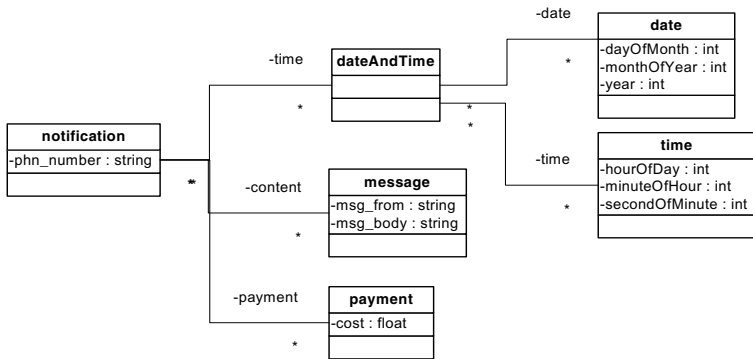 -date
date
-dayOfMonth : int
-monthOfYear : int
-year : int
*
-time
dateAndTime
*
*
*
notification
-phn_number : string
**
-time
time
-hourOfDay : int
-minuteOfHour : int
-secondOfMinute : int
*
-content
message
-msg_from : string
-msg_body : string
*
-payment
payment
-cost : float
*